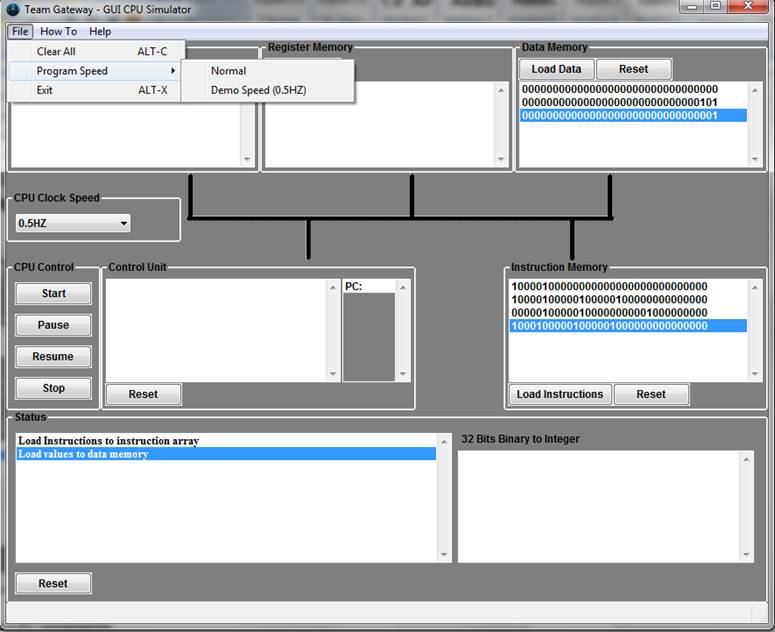 Team Gateway - GUI CPU Simulator
File How To Help
Clear All ALT-C
Program Speed
Exit ALT-X
Normal
Demo Speed (0.5HZ)
Register Memory
Data Memory
Load Data Reset
00000000000000000000000000000000
00000000000000000000000000000101
00000000000000000000000000000001
CPU Clock Speed
0.5HZ
CPU Control
Start
Pause
Resume
Stop
Control Unit
PC:
Reset
Instruction Memory
10000100000000000000000000000000
10000100000100000100000000000000
00000100000100000000001000000000
10001000001000001000000000000000
Load Instructions Reset
Status
Load Instructions to instruction array
Load values to data memory
32 Bits Binary to Integer
Reset